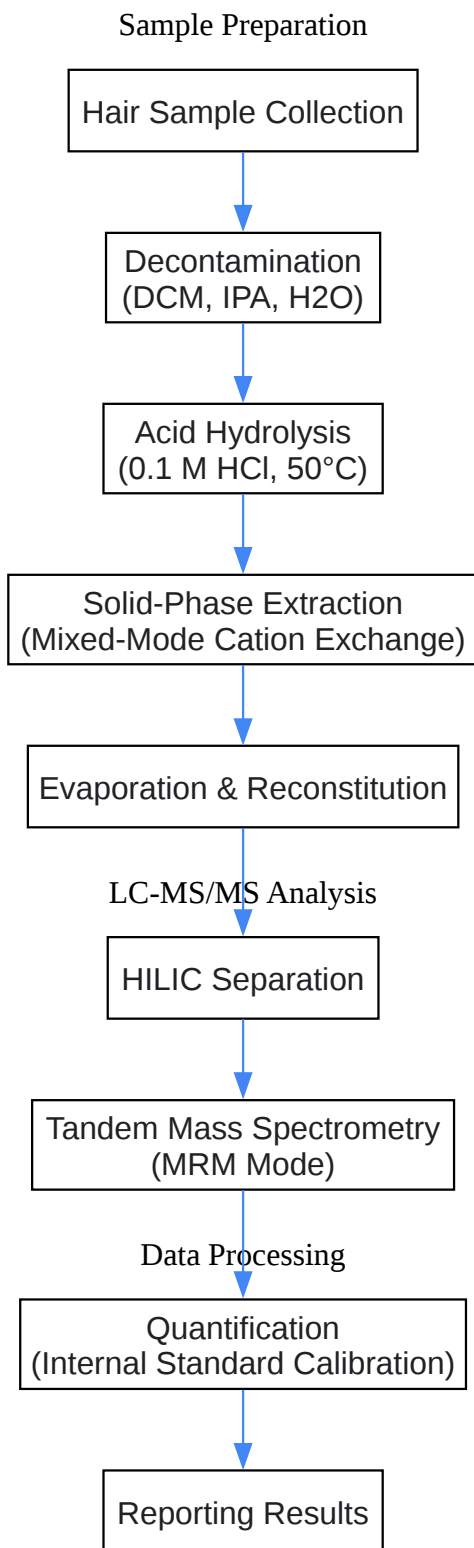 Sample Preparation
Hair Sample Collection
Decontamination
(DCM, IPA, H2O)
Acid Hydrolysis
(0.1 M HCl, 50°C)
Solid-Phase Extraction
(Mixed-Mode Cation Exchange)
Evaporation & Reconstitution
LC-MS/MS Analysis
HILIC Separation
Tandem Mass Spectrometry
(MRM Mode)
Data Processing
Quantification
(Internal Standard Calibration)
Reporting Results